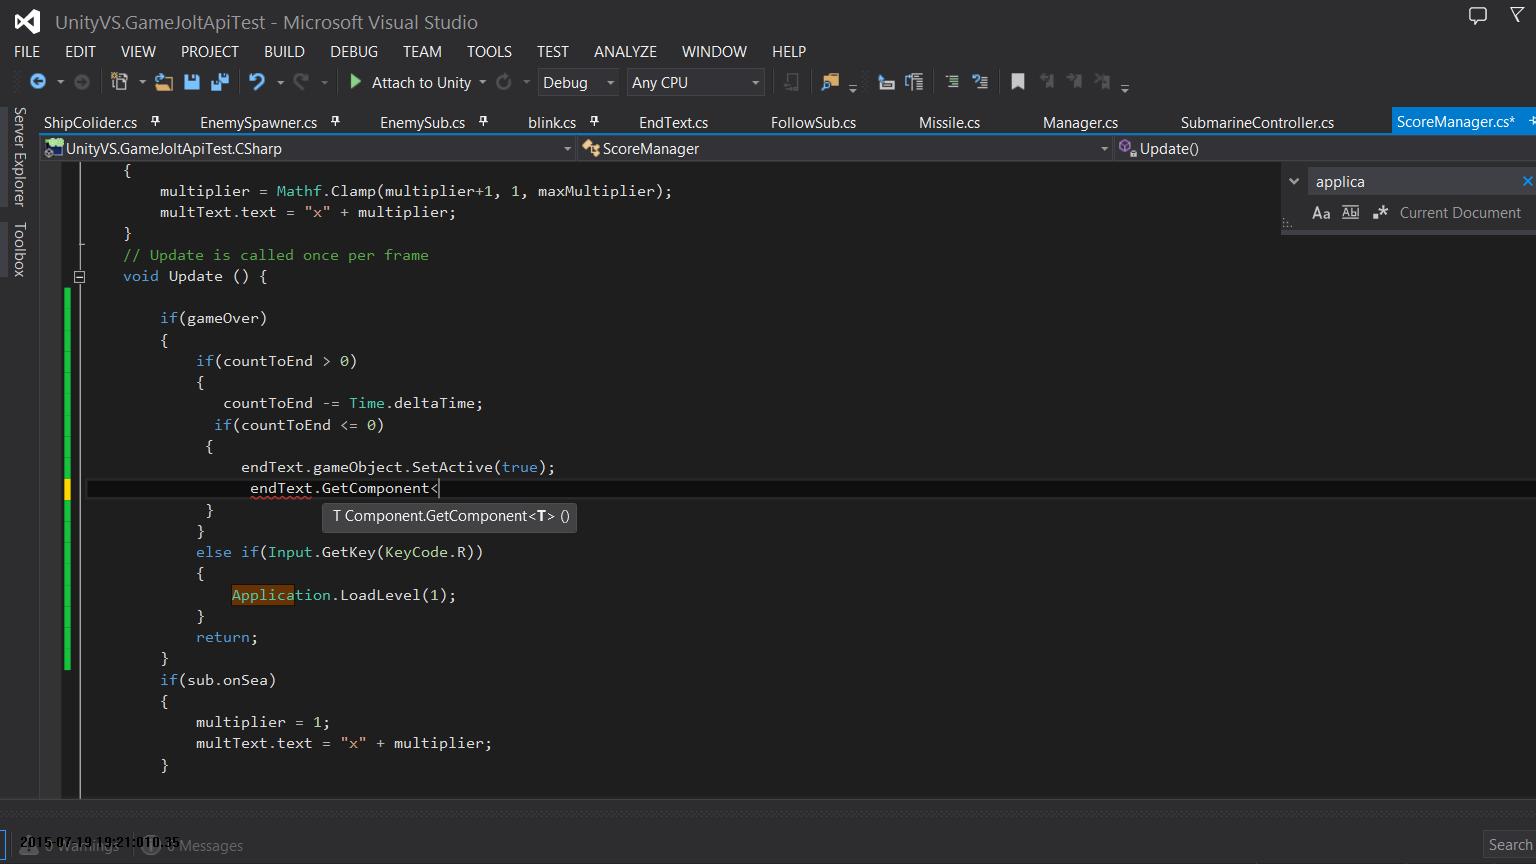 UnityVS.GameJoltApiTest - Microsoft Visual Studio
FILE EDIT VIEW PROJECT BUILD DEBUG TEAM TOOLS TEST ANALYZE WINDOW HELP
Attach to Unity Debug Any CPU
Server Explorer
Toolbox
ShipColider.cs EnemySpawner.cs EnemySub.cs blink.cs EndText.cs FollowSub.cs Missile.cs Manager.cs SubmarineController.cs ScoreManager.cs*
UnityVS.GameJoltApiTest.CSharp ScoreManager Update()
applica
Aa Abl .* Current Document
{
multiplier = Mathf.Clamp(multiplier+1, 1, maxMultiplier);
multText.text = "x" + multiplier;
}
// Update is called once per frame
void Update () {
if(gameOver)
{
if(countToEnd > 0)
{
countToEnd -= Time.deltaTime;
if(countToEnd <= 0)
{
endText.gameObject.SetActive(true);
endText.GetComponent<
T Component.GetComponent<T> ()
}
}
else if(Input.GetKey(KeyCode.R))
{
Application.LoadLevel(1);
}
return;
}
if(sub.onSea)
{
multiplier = 1;
multText.text = "x" + multiplier;
}
2015-07-19 19:21:010.35
0 Warnings 0 Messages
Search